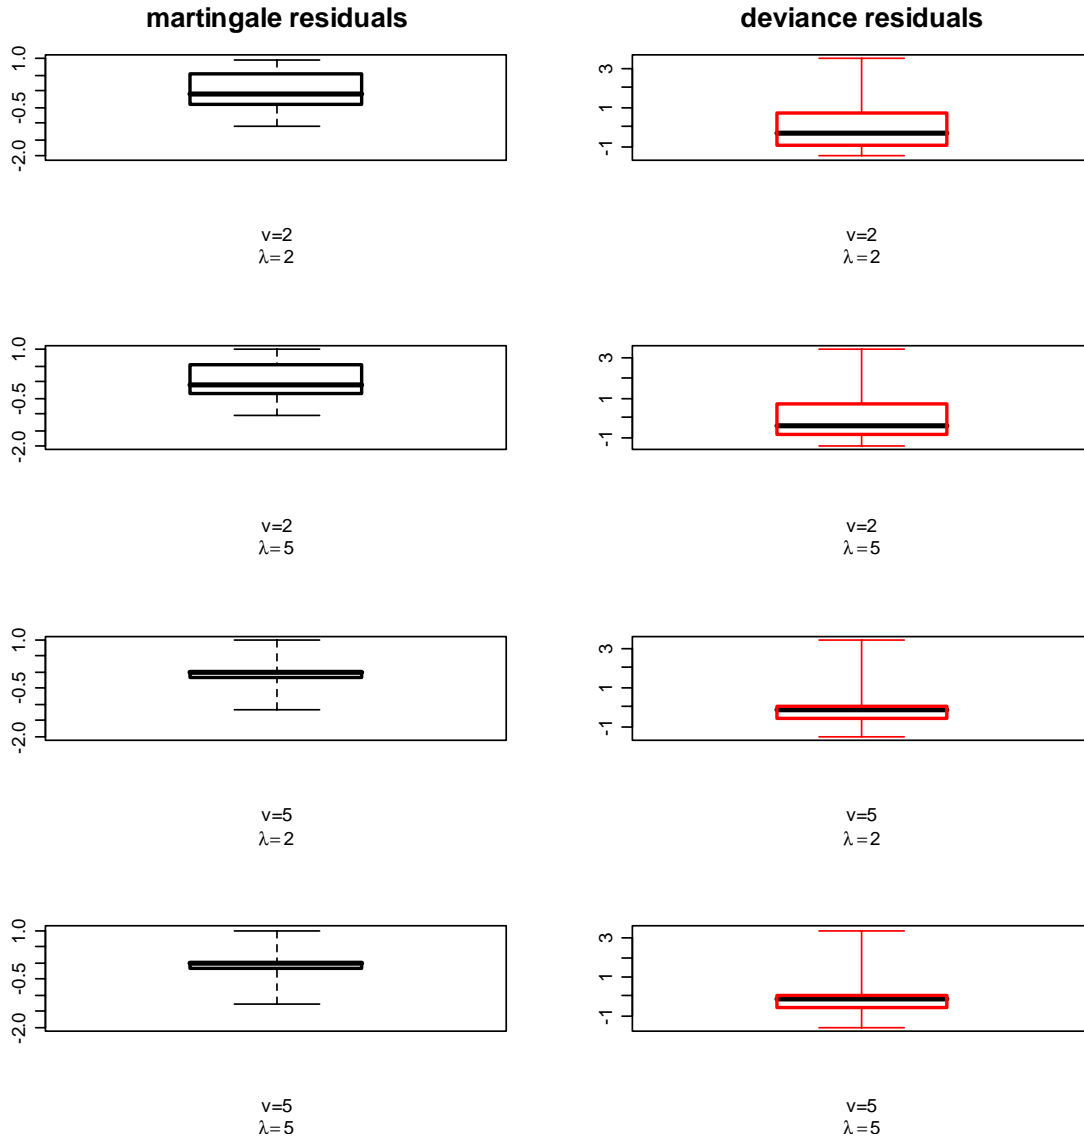 martingale residuals
deviance residuals
1.0
-0.5
-2.0
3
1
-1
v=2
λ=2
v=2
λ=2
1.0
-0.5
-2.0
3
1
-1
v=2
λ=5
v=2
λ=5
1.0
-0.5
-2.0
3
1
-1
v=5
λ=2
v=5
λ=2
1.0
-0.5
-2.0
3
1
-1
v=5
λ=5
v=5
λ=5